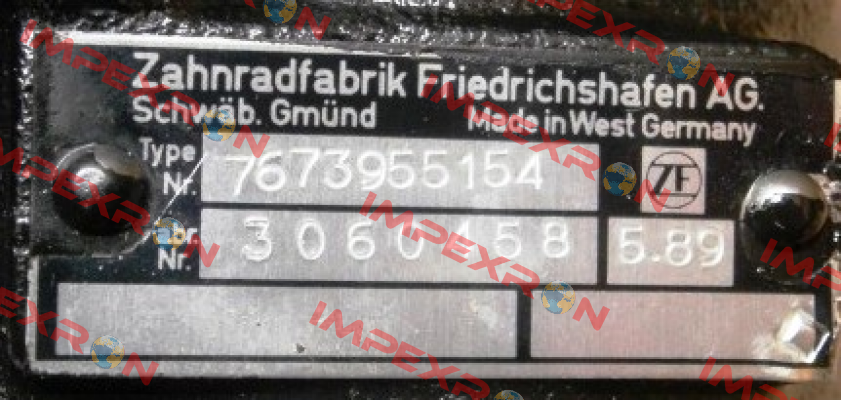 Zahnradfabrik Friedrichshafen AG.
Schwäb. Gmünd Made in West Germany
Type Nr. 7673955154
ZF
Nr. 3060458 5.89
IMPEXRON